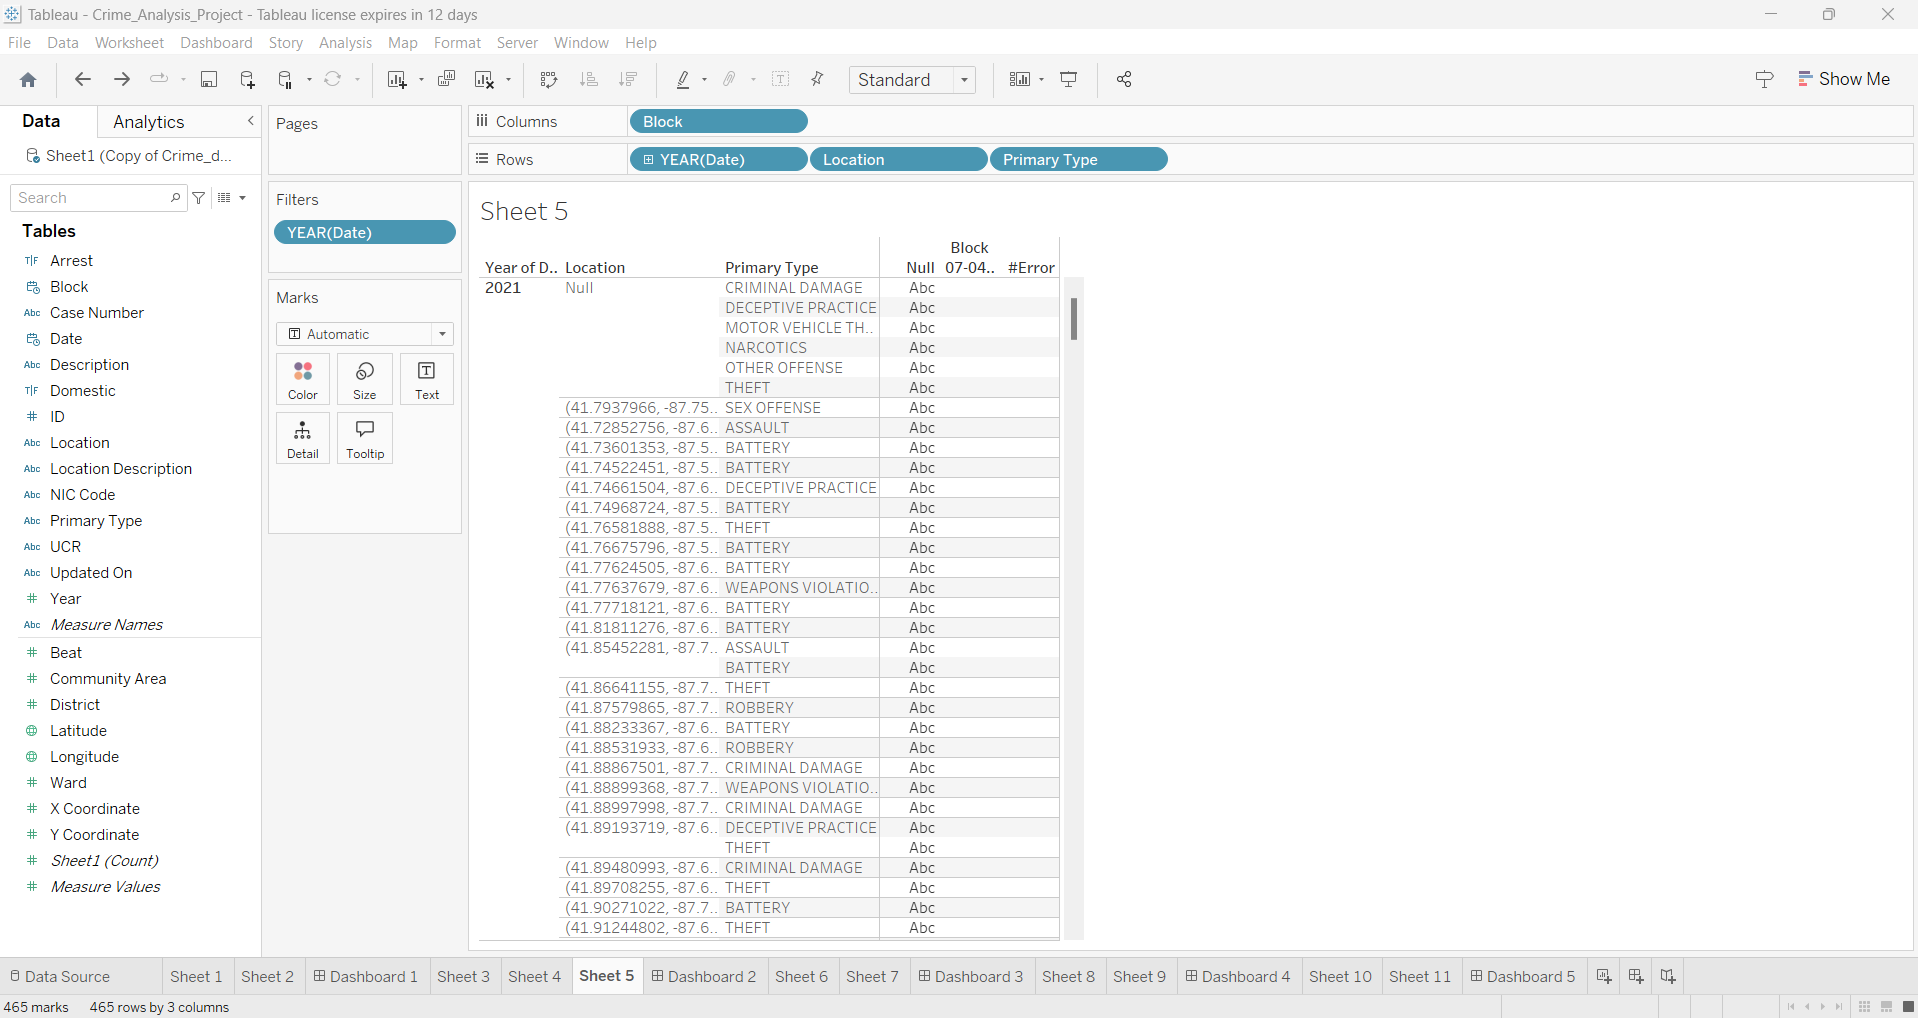 Tableau - Crime_Analysis_Project - Tableau license expires in 12 days
File Data Worksheet Dashboard Story Analysis Map Format Server Window Help
Standard
Show Me
Data Analytics
Sheet1 (Copy of Crime_d...
Search
Tables
T|F Arrest
Block
Abc Case Number
Date
Abc Description
T|F Domestic
# ID
Abc Location
Abc Location Description
Abc NIC Code
Abc Primary Type
Abc UCR
Abc Updated On
# Year
Abc Measure Names
# Beat
# Community Area
# District
Latitude
Longitude
# Ward
# X Coordinate
# Y Coordinate
# Sheet1 (Count)
# Measure Values
Pages
Filters
YEAR(Date)
Marks
Automatic
Color Size Text
Detail Tooltip
Columns Block
Rows YEAR(Date) Location Primary Type
Sheet 5
Block
Year of D.. Location Primary Type Null 07-04.. #Error
2021 Null CRIMINAL DAMAGE Abc
DECEPTIVE PRACTICE Abc
MOTOR VEHICLE TH.. Abc
NARCOTICS Abc
OTHER OFFENSE Abc
THEFT Abc
(41.7937966, -87.75.. SEX OFFENSE Abc
(41.72852756, -87.6.. ASSAULT Abc
(41.73601353, -87.5.. BATTERY Abc
(41.74522451, -87.5.. BATTERY Abc
(41.74661504, -87.6.. DECEPTIVE PRACTICE Abc
(41.74968724, -87.5.. BATTERY Abc
(41.76581888, -87.5.. THEFT Abc
(41.76675796, -87.5.. BATTERY Abc
(41.77624505, -87.6.. BATTERY Abc
(41.77637679, -87.6.. WEAPONS VIOLATIO.. Abc
(41.77718121, -87.6.. BATTERY Abc
(41.81811276, -87.6.. BATTERY Abc
(41.85452281, -87.7.. ASSAULT Abc
BATTERY Abc
(41.86641155, -87.7.. THEFT Abc
(41.87579865, -87.7.. ROBBERY Abc
(41.88233367, -87.6.. BATTERY Abc
(41.88531933, -87.6.. ROBBERY Abc
(41.88867501, -87.7.. CRIMINAL DAMAGE Abc
(41.88899368, -87.7.. WEAPONS VIOLATIO.. Abc
(41.88997998, -87.7.. CRIMINAL DAMAGE Abc
(41.89193719, -87.6.. DECEPTIVE PRACTICE Abc
THEFT Abc
(41.89480993, -87.6.. CRIMINAL DAMAGE Abc
(41.89708255, -87.6.. THEFT Abc
(41.90271022, -87.7.. BATTERY Abc
(41.91244802, -87.6.. THEFT Abc
Data Source Sheet 1 Sheet 2 Dashboard 1 Sheet 3 Sheet 4 Sheet 5 Dashboard 2 Sheet 6 Sheet 7 Dashboard 3 Sheet 8 Sheet 9 Dashboard 4 Sheet 10 Sheet 11 Dashboard 5
465 marks 465 rows by 3 columns